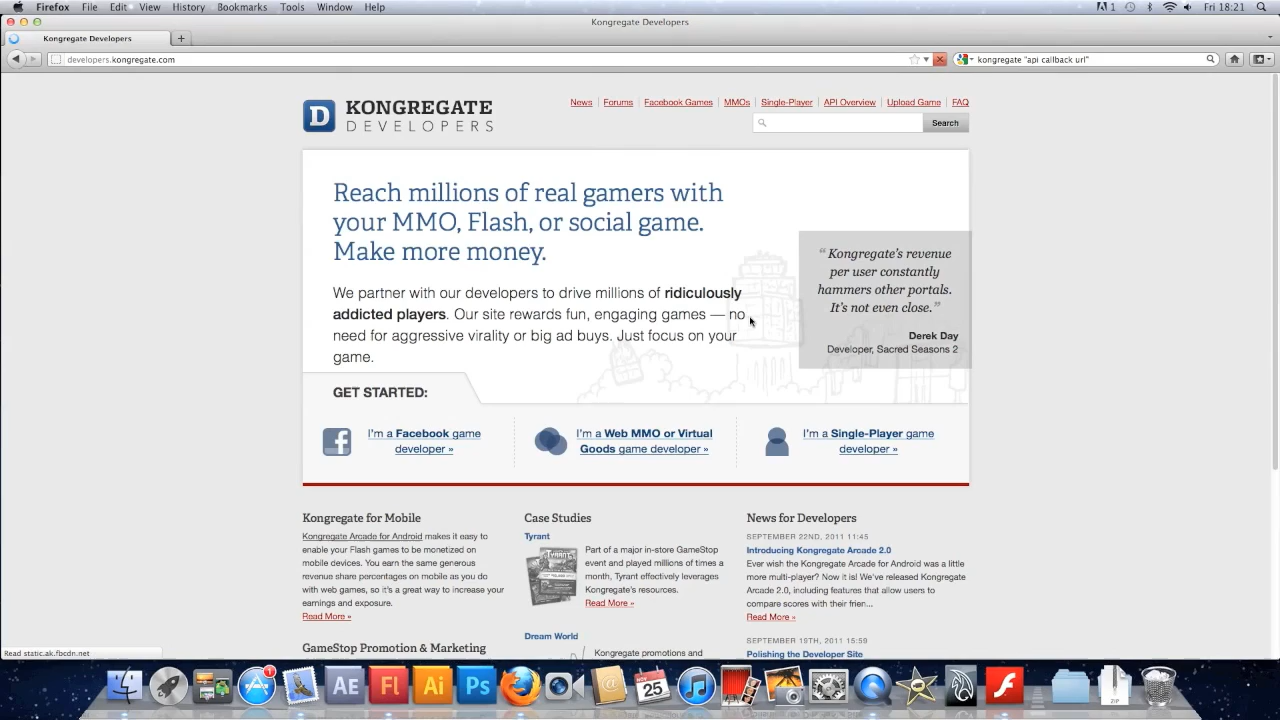 Firefox File Edit View History Bookmarks Tools Window Help
1 Fri 18:21
Kongregate Developers
Kongregate Developers
developers.kongregate.com
kongregate "api callback url"
D KONGREGATE
DEVELOPERS
News Forums Facebook Games MMOs Single-Player API Overview Upload Game FAQ
Search
Reach millions of real gamers with
your MMO, Flash, or social game.
Make more money.
We partner with our developers to drive millions of ridiculously
addicted players. Our site rewards fun, engaging games — no
need for aggressive virality or big ad buys. Just focus on your
game.
“Kongregate's revenue
per user constantly
hammers other portals.
It's not even close.”
Derek Day
Developer, Sacred Seasons 2
GET STARTED:
I'm a Facebook game
developer »
I'm a Web MMO or Virtual
Goods game developer »
I'm a Single-Player game
developer »
Kongregate for Mobile
Kongregate Arcade for Android makes it easy to
enable your Flash games to be monetized on
mobile devices. You earn the same generous
revenue share percentages on mobile as you do
with web games, so it's a great way to increase your
earnings and exposure.
Read More »
GameStop Promotion & Marketing
Case Studies
Tyrant
Part of a major in-store GameStop
event and played millions of times a
month, Tyrant effectively leverages
Kongregate's resources.
Read More »
Dream World
Kongregate promotions and
News for Developers
SEPTEMBER 22ND, 2011 11:45
Introducing Kongregate Arcade 2.0
Ever wish the Kongregate Arcade for Android was a little
more multi-player? Now it is! We've released Kongregate
Arcade 2.0, including features that allow users to
compare scores with their frien...
Read More »
SEPTEMBER 19TH, 2011 15:59
Polishing the Developer Site
Read static.ak.fbcdn.net
1
AE
Fl
Ai
Ps
NOV
25
ZIP